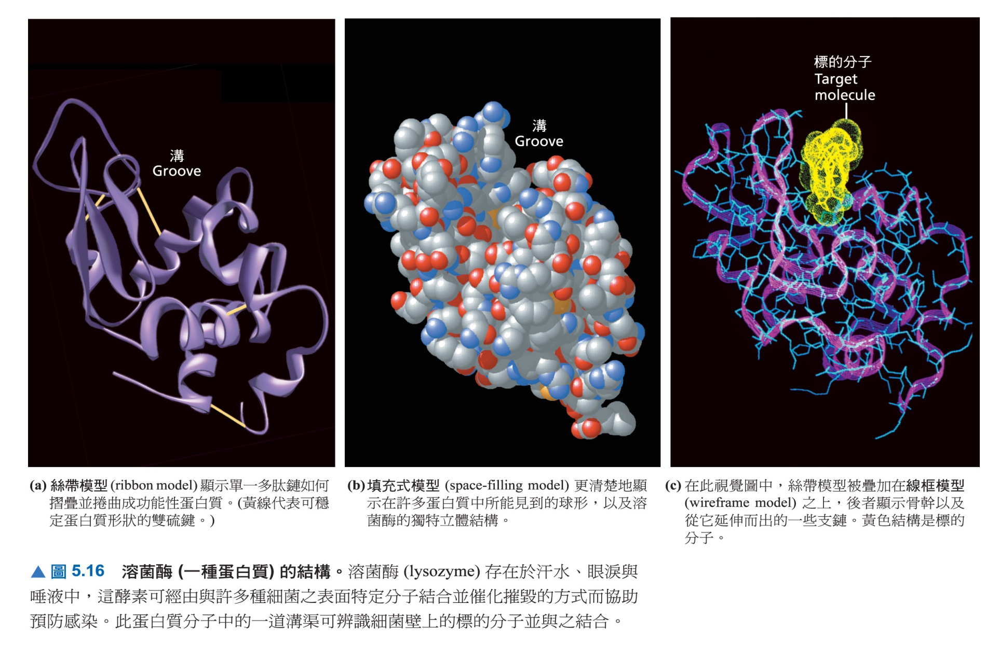 溝
Groove
溝
Groove
標的分子
Target
molecule
(a) 絲帶模型 (ribbon model) 顯示單一多肽鏈如何
摺疊並捲曲成功能性蛋白質。(黃線代表可穩
定蛋白質形狀的雙硫鍵。)
(b) 填充式模型 (space-filling model) 更清楚地顯
示在許多蛋白質中所能見到的球形，以及溶
菌酶的獨特立體結構。
(c) 在此視覺圖中，絲帶模型被疊加在線框模型
(wireframe model) 之上，後者顯示骨幹以及
從它延伸而出的一些支鏈。黃色結構是標的
分子。
▲ 圖 5.16 溶菌酶 (一種蛋白質) 的結構。溶菌酶 (lysozyme) 存在於汗水、眼淚與
唾液中，這酵素可經由與許多種細菌之表面特定分子結合並催化摧毀的方式而協助
預防感染。此蛋白質分子中的一道溝渠可辨識細菌壁上的標的分子並與之結合。